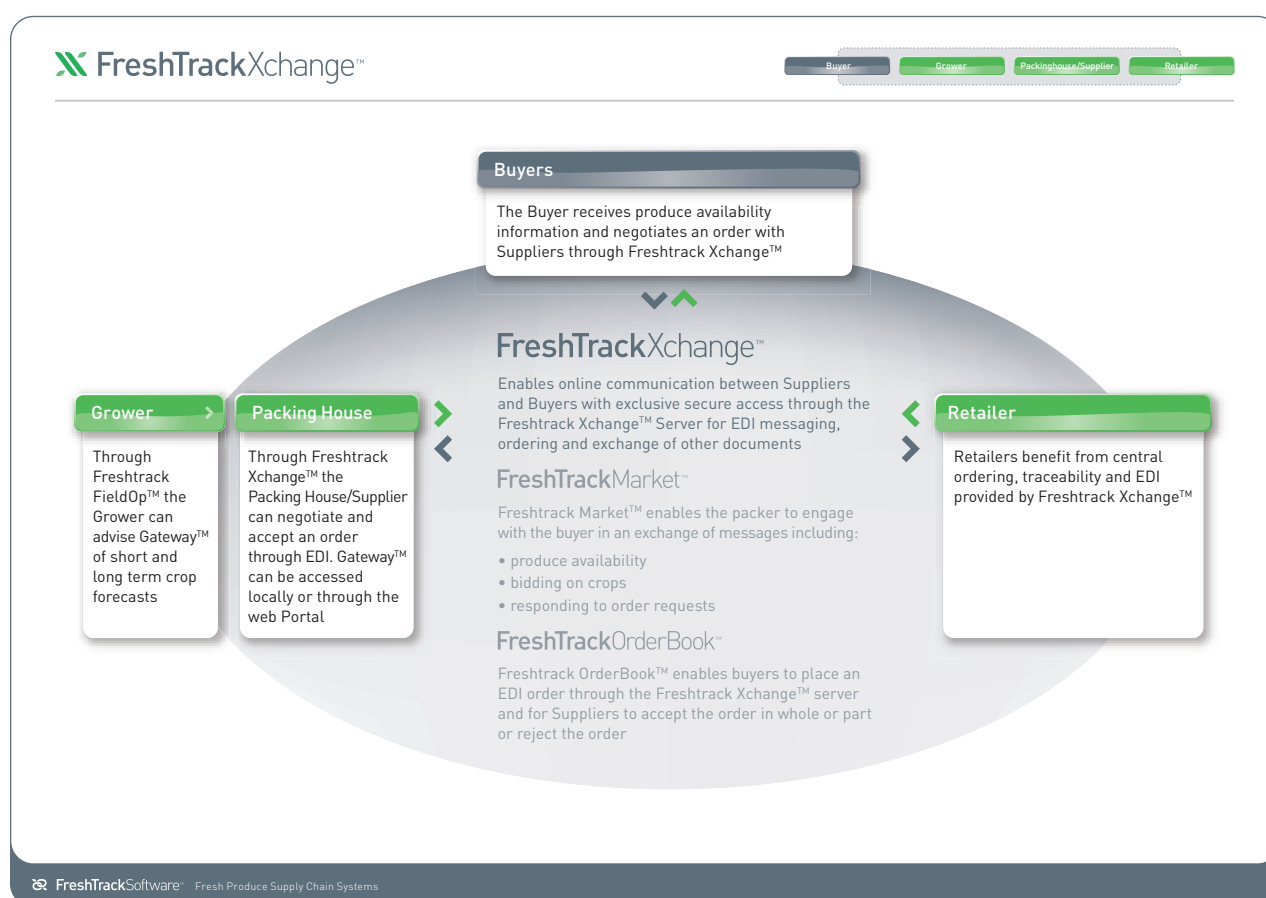 FreshTrackXchange™
Buyer
Grower
Packinghouse/Supplier
Retailer
Buyers
The Buyer receives produce availability
information and negotiates an order with
Suppliers through Freshtrack Xchange™
FreshTrackXchange™
Enables online communication between Suppliers
and Buyers with exclusive secure access through the
Freshtrack Xchange™ Server for EDI messaging,
ordering and exchange of other documents
FreshTrackMarket™
Freshtrack Market™ enables the packer to engage
with the buyer in an exchange of messages including:
• produce availability
• bidding on crops
• responding to order requests
FreshTrackOrderBook™
Freshtrack OrderBook™ enables buyers to place an
EDI order through the Freshtrack Xchange™ server
and for Suppliers to accept the order in whole or part
or reject the order
Grower
Through
Freshtrack
FieldOp™ the
Grower can
advise Gateway™
of short and
long term crop
forecasts
Packing House
Through Freshtrack
Xchange™ the
Packing House/Supplier
can negotiate and
accept an order
through EDI. Gateway™
can be accessed
locally or through the
web Portal
Retailer
Retailers benefit from central
ordering, traceability and EDI
provided by Freshtrack Xchange™
FreshTrackSoftware™ Fresh Produce Supply Chain Systems